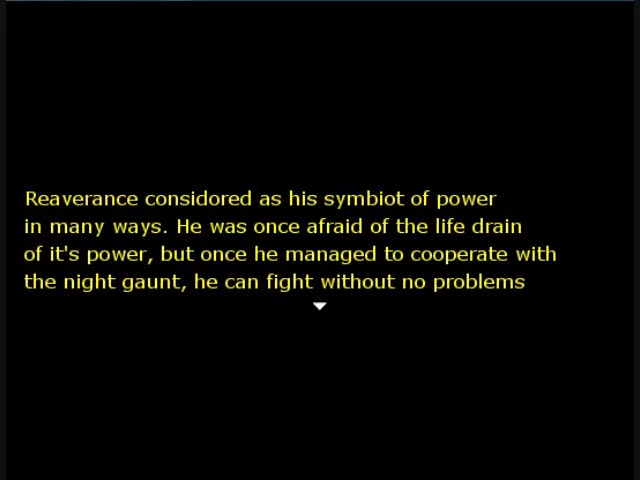 Reaverance considored as his symbiot of power
in many ways. He was once afraid of the life drain
of it's power, but once he managed to cooperate with
the night gaunt, he can fight without no problems